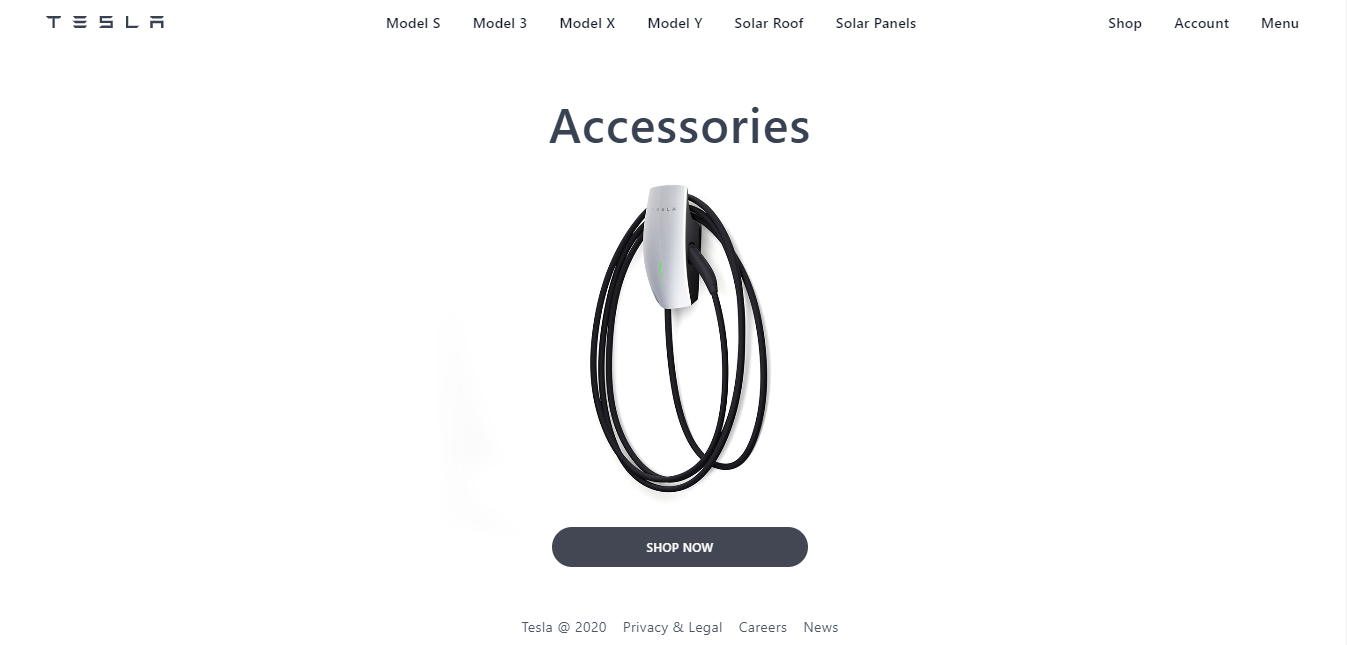 TESLA Model S Model 3 Model X Model Y Solar Roof Solar Panels Shop Account Menu
Accessories
TESLA
SHOP NOW
Tesla @ 2020 Privacy & Legal Careers News